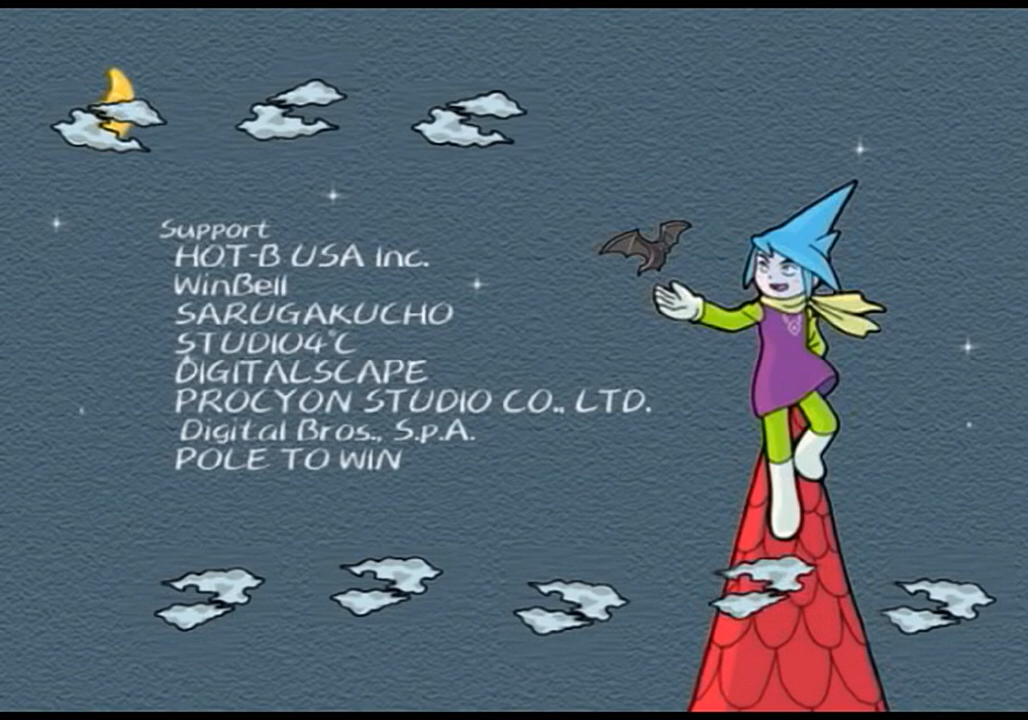 Support
HOT-B USA Inc.
WinBell
SARUGAKUCHO
STUDIO4°C
DIGITALSCAPE
PROCYON STUDIO CO., LTD.
Digital Bros., S.p.A.
POLE TO WIN